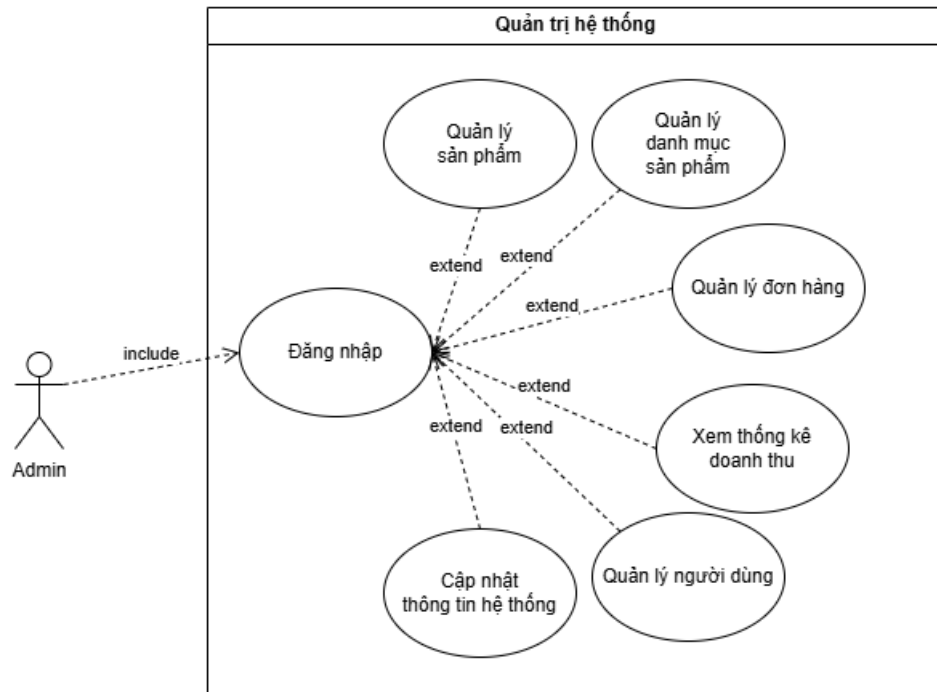 Quản trị hệ thống
Quản lý
sản phẩm
Quản lý
danh mục
sản phẩm
extend
extend
Quản lý đơn hàng
extend
include
Đăng nhập
Admin
extend
extend
extend
Xem thống kê
doanh thu
Cập nhật
thông tin hệ thống
Quản lý người dùng